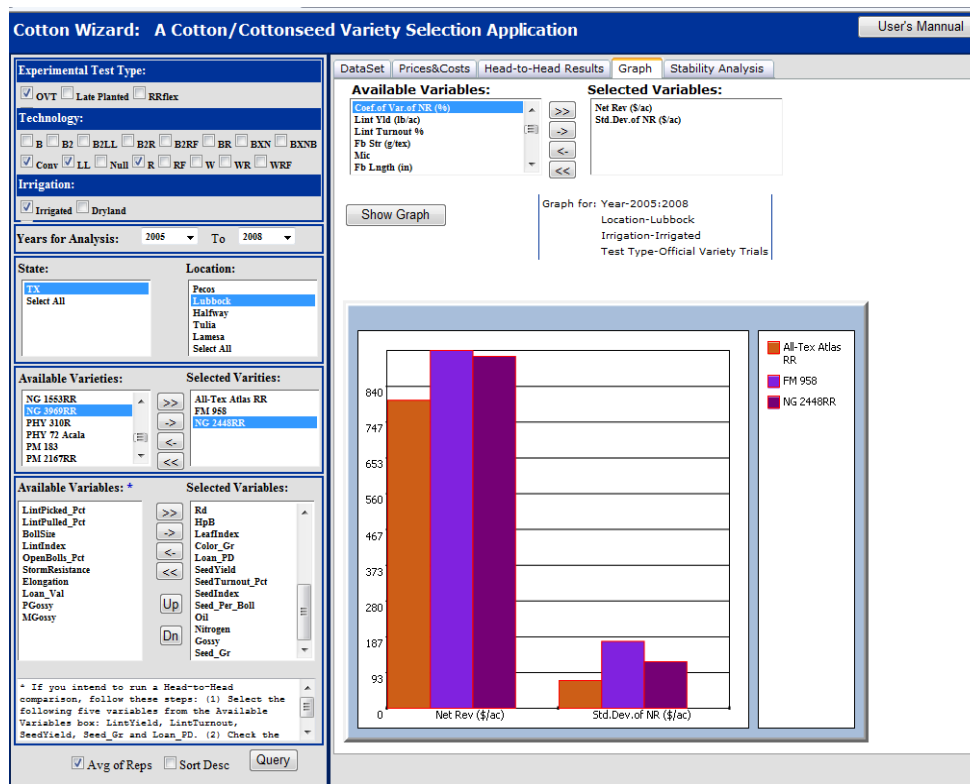 Cotton Wizard: A Cotton/Cottonseed Variety Selection Application
User's Mannual
Experimental Test Type:
OVT Late Planted RRflex
Technology:
B B2 B2LL B2R B2RF BR BXN BXNB
Conv LL Null R RF W WR WRF
Irrigation:
Irrigated Dryland
Years for Analysis: 2005 To 2008
State: Location:
TX
Select All
Pecos
Lubbock
Halfway
Tulia
Lamesa
Select All
Available Varieties: Selected Varities:
NG 1553RR
NG 3969RR
PHY 310R
PHY 72 Acala
PM 183
PM 2167RR
>>
->
<-
<<
All-Tex Atlas RR
FM 958
NG 2448RR
Available Variables: * Selected Variables:
LintPicked_Pct
LintPulled_Pct
BollSize
LintIndex
OpenBolls_Pct
StormResistance
Elongation
Loan_Val
PGossy
MGossy
>>
->
<-
<<
Up
Dn
Rd
HpB
LeafIndex
Color_Gr
Loan_PD
SeedYield
SeedTurnout_Pct
SeedIndex
Seed_Per_Boll
Oil
Nitrogen
Gossy
Seed_Gr
* If you intend to run a Head-to-Head
comparison, follow these steps: (1) Select the
following five variables from the Available
Variables box: LintYield, LintTurnout,
SeedYield, Seed_Gr and Loan_PD. (2) Check the
Avg of Reps Sort Desc Query
DataSet Prices&Costs Head-to-Head Results Graph Stability Analysis
Available Variables: Selected Variables:
Coef.of Var.of NR (%)
Lint Yld (lb/ac)
Lint Turnout %
Fb Str (g/tex)
Mic
Fb Lngth (in)
>>
->
<-
<<
Net Rev ($/ac)
Std.Dev.of NR ($/ac)
Show Graph
Graph for: Year-2005:2008
Location-Lubbock
Irrigation-Irrigated
Test Type-Official Variety Trials
840
747
653
560
467
373
280
187
93
0
Net Rev ($/ac) Std.Dev.of NR ($/ac)
All-Tex Atlas
RR
FM 958
NG 2448RR